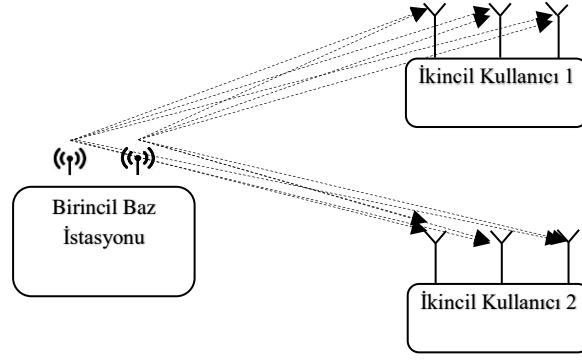 İkincil Kullanıcı 1
Birincil Baz
İstasyonu
İkincil Kullanıcı 2